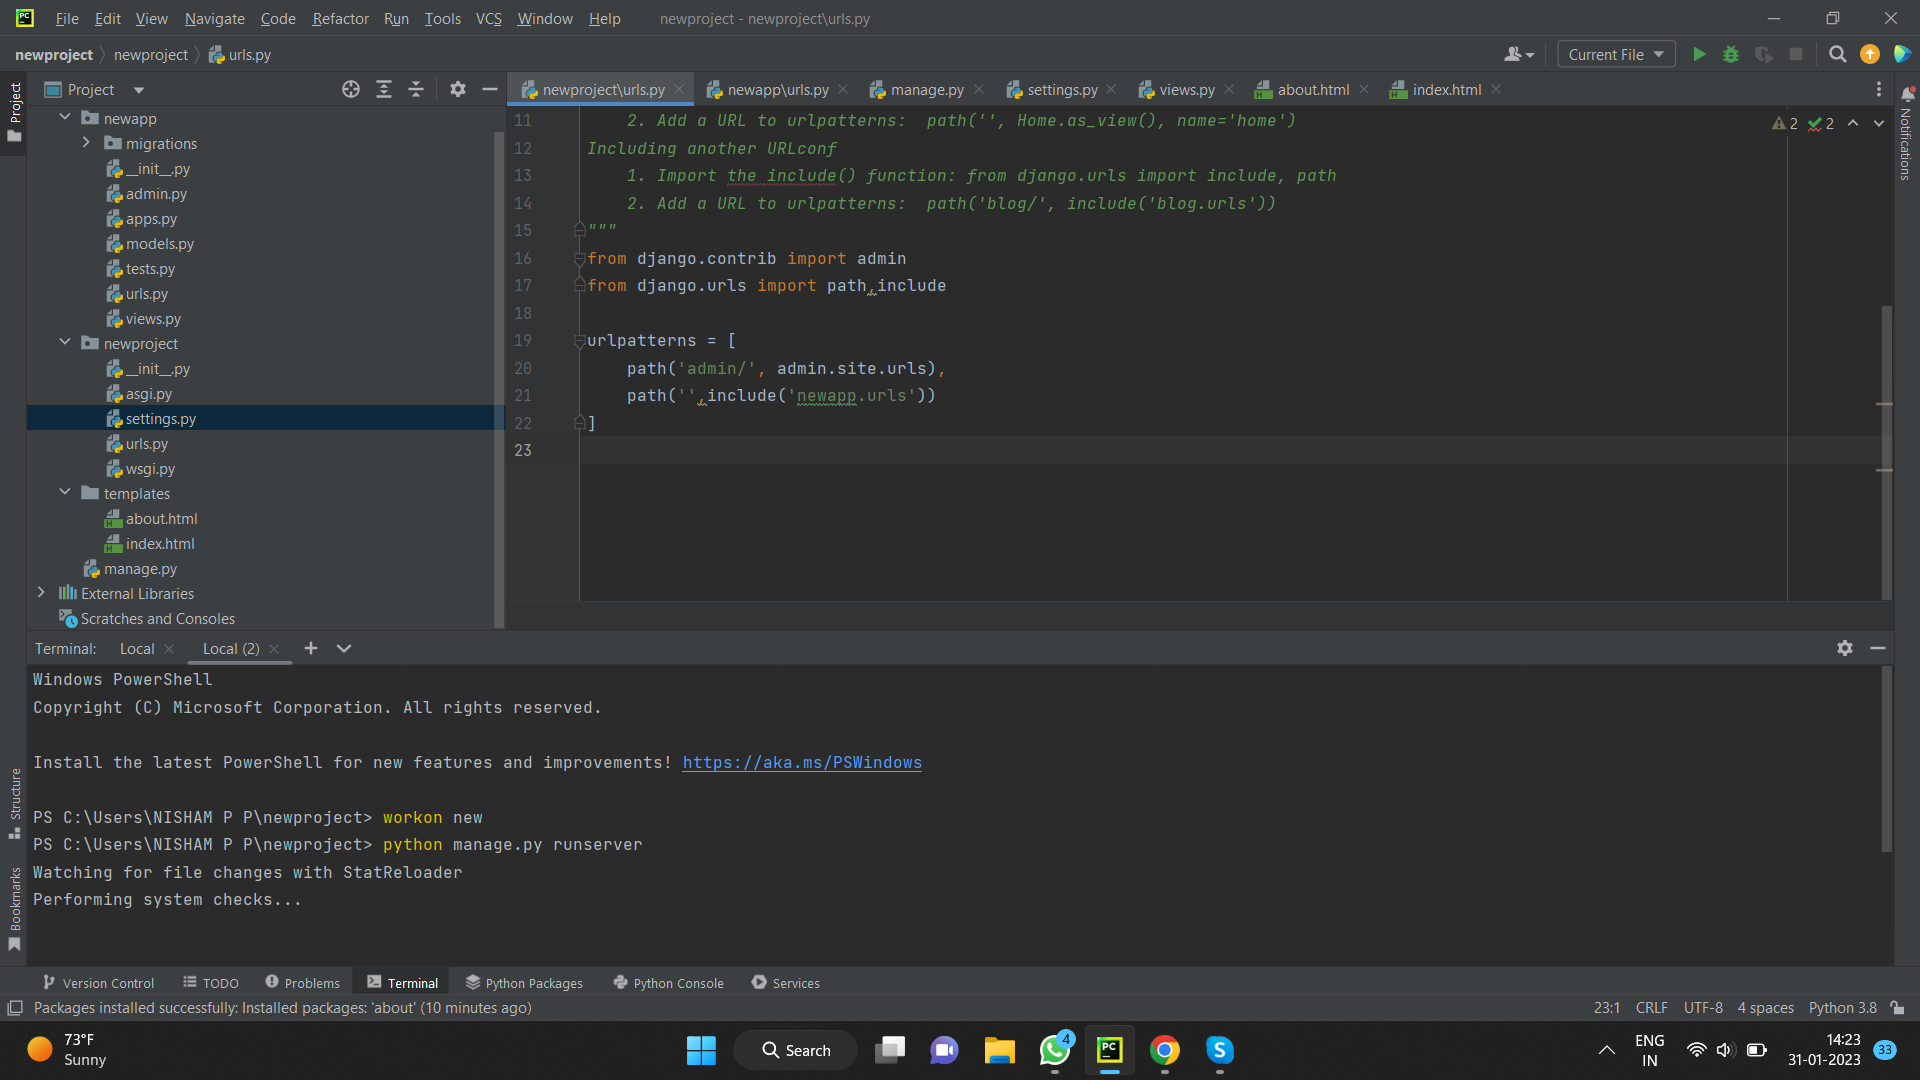 File Edit View Navigate Code Refactor Run Tools VCS Window Help newproject - newproject\urls.py
newproject newproject urls.py
Current File
Project
newproject\urls.py newapp\urls.py manage.py settings.py views.py about.html index.html
Project
Notifications
newapp
migrations
__init__.py
admin.py
apps.py
models.py
tests.py
urls.py
views.py
newproject
__init__.py
asgi.py
settings.py
urls.py
wsgi.py
templates
about.html
index.html
manage.py
External Libraries
Scratches and Consoles
2 2
11 2. Add a URL to urlpatterns:  path('', Home.as_view(), name='home')
12 Including another URLconf
13 1. Import the include() function: from django.urls import include, path
14 2. Add a URL to urlpatterns:  path('blog/', include('blog.urls'))
15 """
16 from django.contrib import admin
17 from django.urls import path,include
18
19 urlpatterns = [
20 path('admin/', admin.site.urls),
21 path('',include('newapp.urls'))
22 ]
23
Terminal: Local Local (2)
Windows PowerShell
Copyright (C) Microsoft Corporation. All rights reserved.
Install the latest PowerShell for new features and improvements! https://aka.ms/PSWindows
PS C:\Users\NISHAM P P\newproject> workon new
PS C:\Users\NISHAM P P\newproject> python manage.py runserver
Watching for file changes with StatReloader
Performing system checks...
Structure
Bookmarks
Version Control TODO Problems Terminal Python Packages Python Console Services
Packages installed successfully: Installed packages: 'about' (10 minutes ago) 23:1 CRLF UTF-8 4 spaces Python 3.8
73°F
Sunny
Search
4
PC
S
ENG
IN
14:23
31-01-2023
33